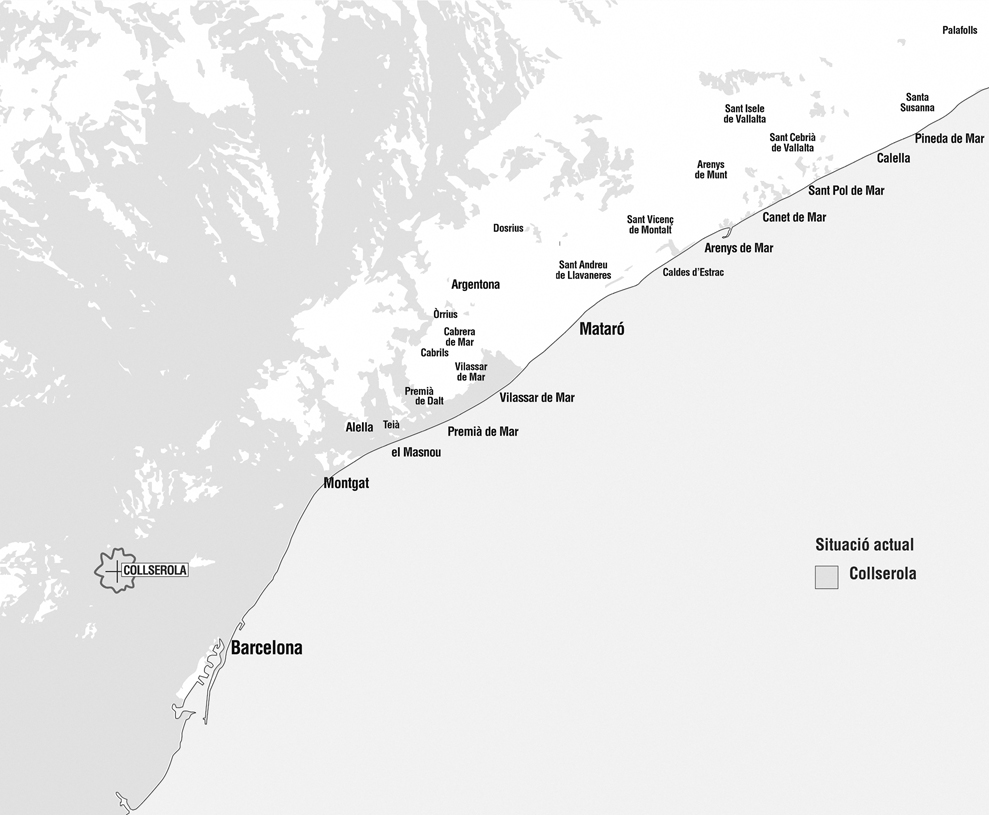 Palafolls
Santa
Susanna
Sant Isele
de Vallalta
Pineda de Mar
Sant Cebrià
de Vallalta
Calella
Arenys
de Munt
Sant Pol de Mar
Canet de Mar
Sant Vicenç
de Montalt
Dosrius
Arenys de Mar
Sant Andreu
de Llavaneres
Caldes d'Estrac
Argentona
Òrrius
Mataró
Cabrera
de Mar
Cabrils
Vilassar
de Mar
Premià
de Dalt
Vilassar de Mar
Alella
Teià
Premià de Mar
el Masnou
Montgat
Situació actual
Collserola
COLLSEROLA
Barcelona